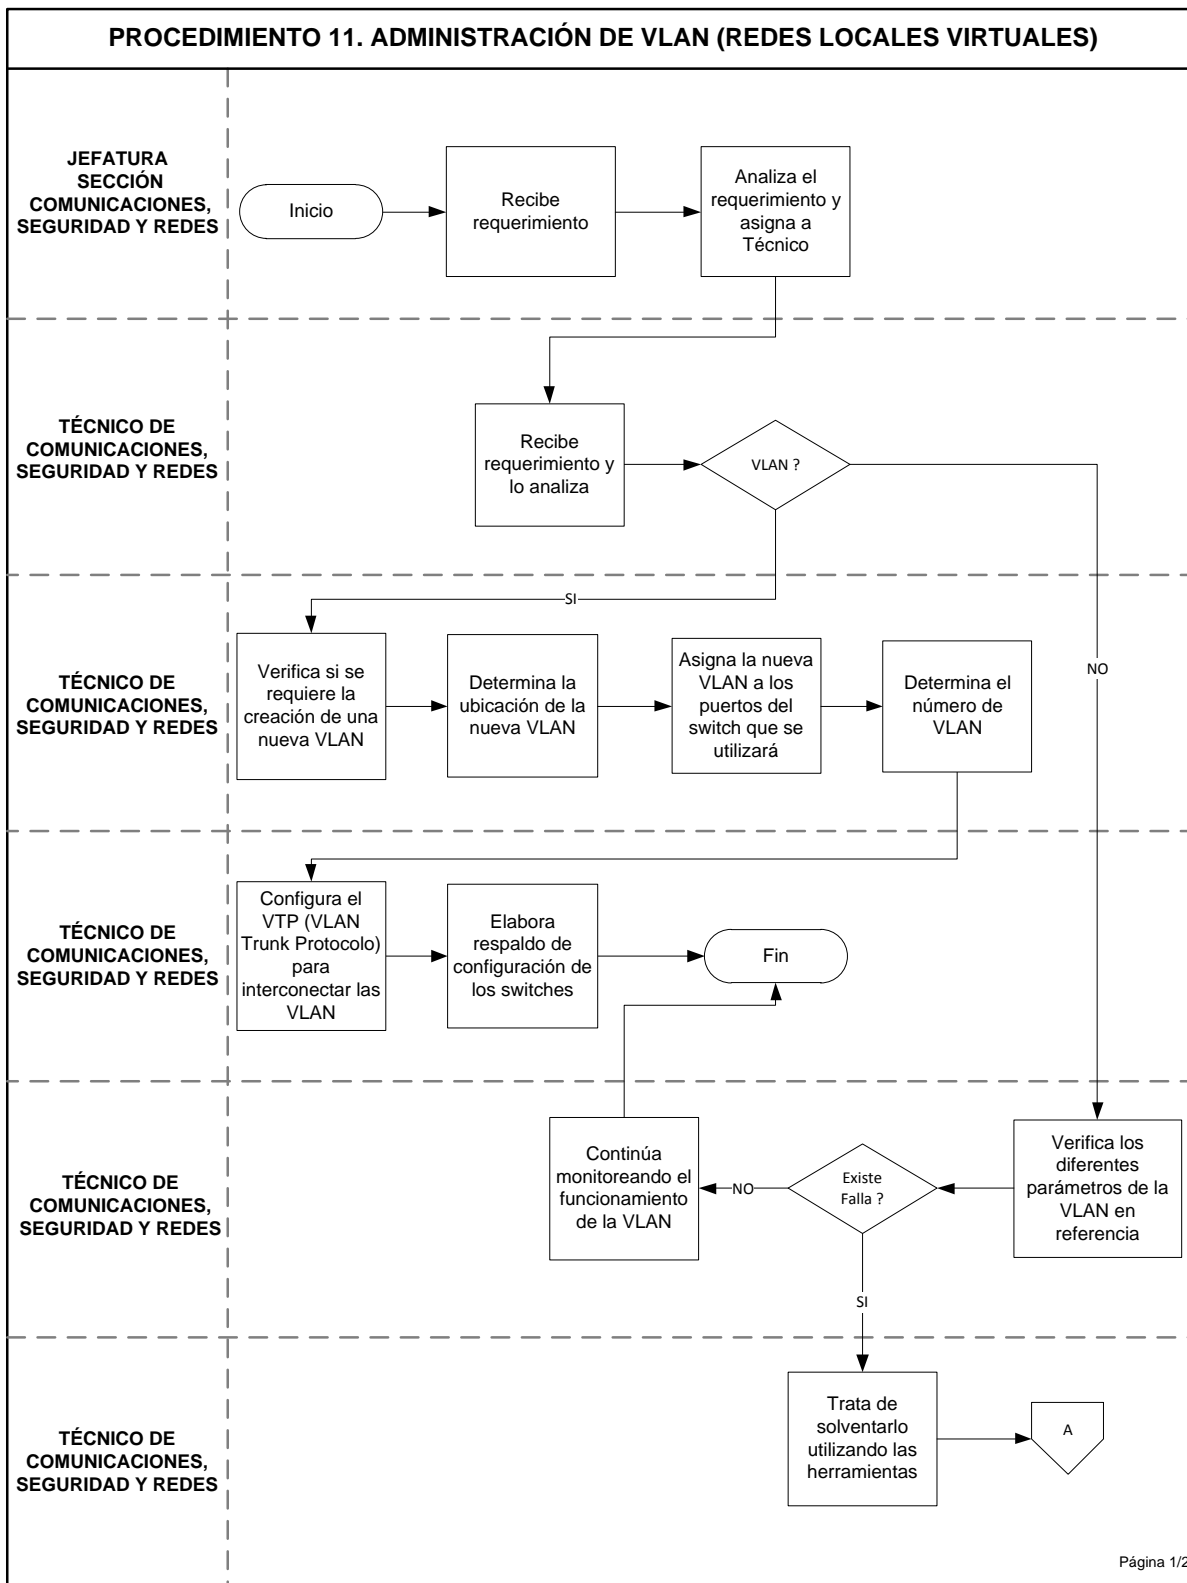 PROCEDIMIENTO 11. ADMINISTRACIÓN DE VLAN (REDES LOCALES VIRTUALES)
JEFATURA
SECCIÓN
COMUNICACIONES,
SEGURIDAD Y REDES
Inicio
Recibe
requerimiento
Analiza el
requerimiento y
asigna a
Técnico
TÉCNICO DE
COMUNICACIONES,
SEGURIDAD Y REDES
Recibe
requerimiento y
lo analiza
VLAN ?
SI
NO
TÉCNICO DE
COMUNICACIONES,
SEGURIDAD Y REDES
Verifica si se
requiere la
creación de una
nueva VLAN
Determina la
ubicación de la
nueva VLAN
Asigna la nueva
VLAN a los
puertos del
switch que se
utilizará
Determina el
número de
VLAN
TÉCNICO DE
COMUNICACIONES,
SEGURIDAD Y REDES
Configura el
VTP (VLAN
Trunk Protocolo)
para
interconectar las
VLAN
Elabora
respaldo de
configuración de
los switches
Fin
TÉCNICO DE
COMUNICACIONES,
SEGURIDAD Y REDES
Continúa
monitoreando el
funcionamiento
de la VLAN
NO
Existe
Falla ?
Verifica los
diferentes
parámetros de la
VLAN en
referencia
SI
TÉCNICO DE
COMUNICACIONES,
SEGURIDAD Y REDES
Trata de
solventarlo
utilizando las
herramientas
A
Página 1/2